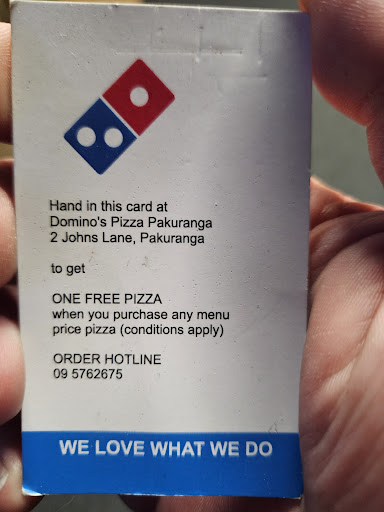 Hand in this card at
Domino's Pizza Pakuranga
2 Johns Lane, Pakuranga
to get
ONE FREE PIZZA
when you purchase any menu
price pizza (conditions apply)
ORDER HOTLINE
09 5762675
WE LOVE WHAT WE DO